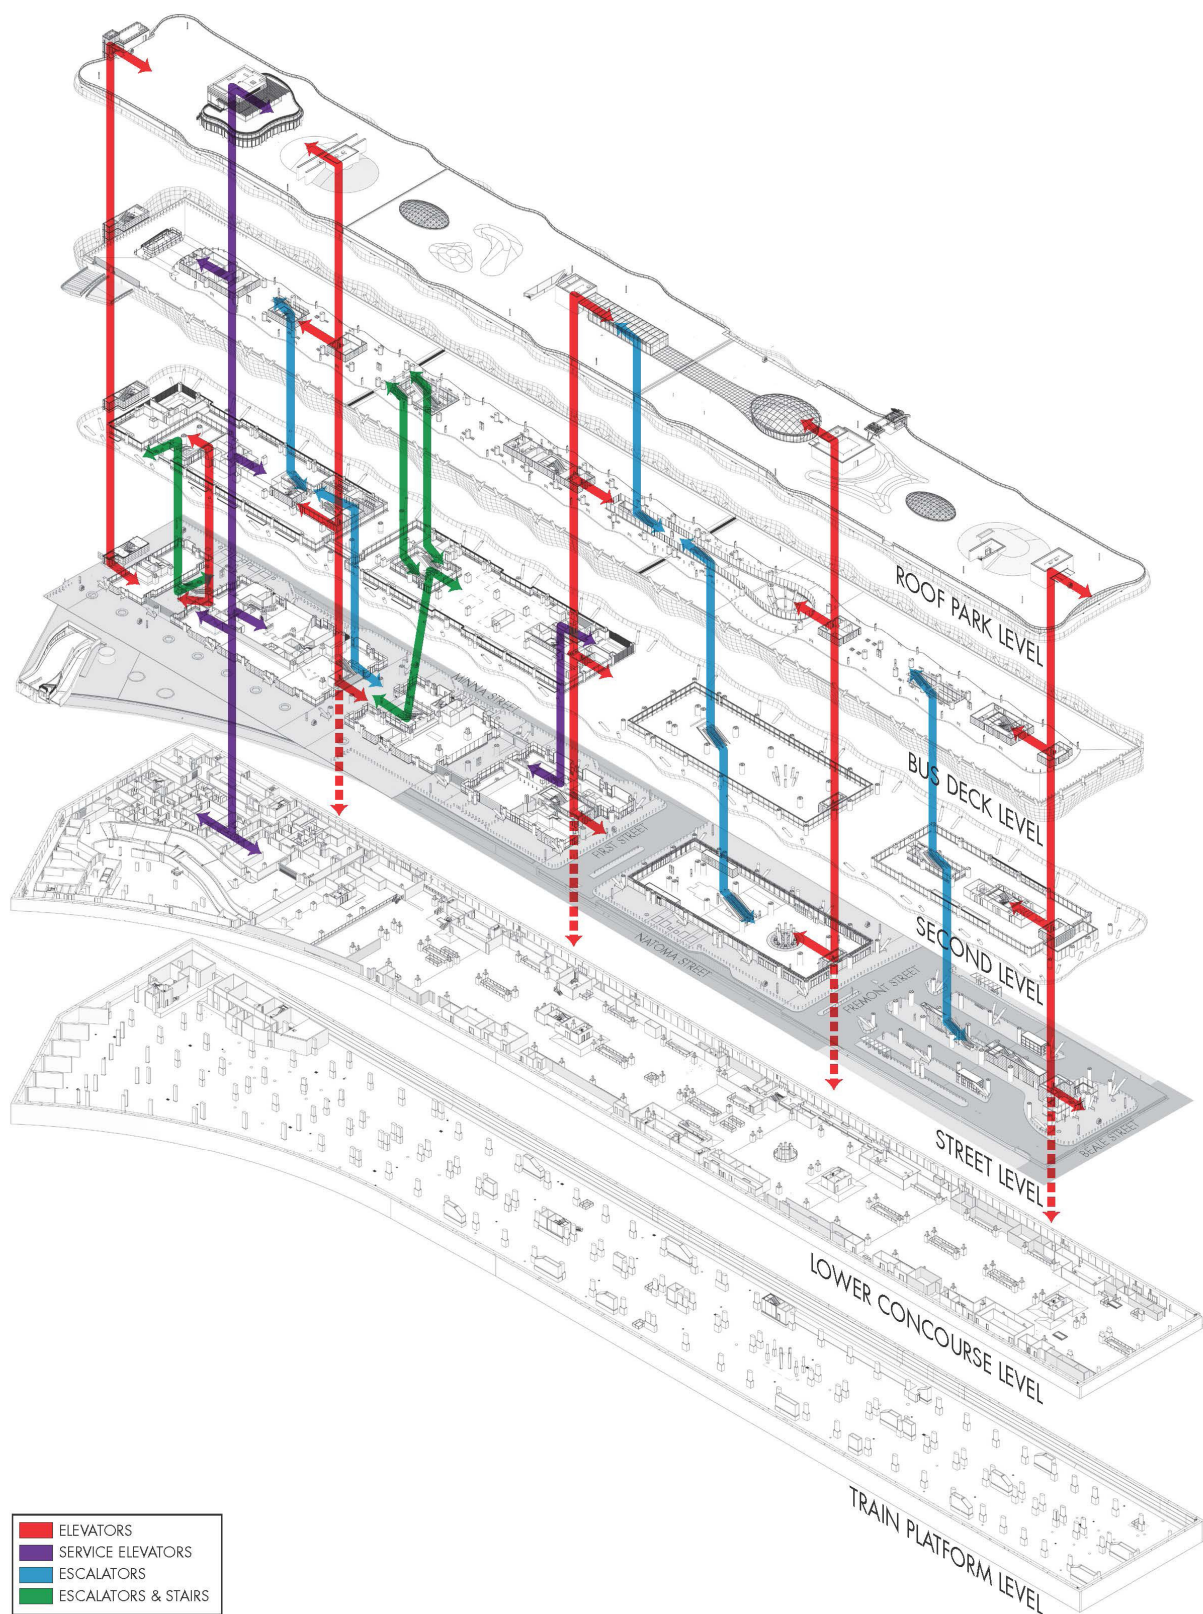 ROOF PARK LEVEL
BUS DECK LEVEL
SECOND LEVEL
MINNA STREET
FIRST STREET
NATOMA STREET
FREMONT STREET
BEALE STREET
STREET LEVEL
LOWER CONCOURSE LEVEL
TRAIN PLATFORM LEVEL
ELEVATORS
SERVICE ELEVATORS
ESCALATORS
ESCALATORS & STAIRS